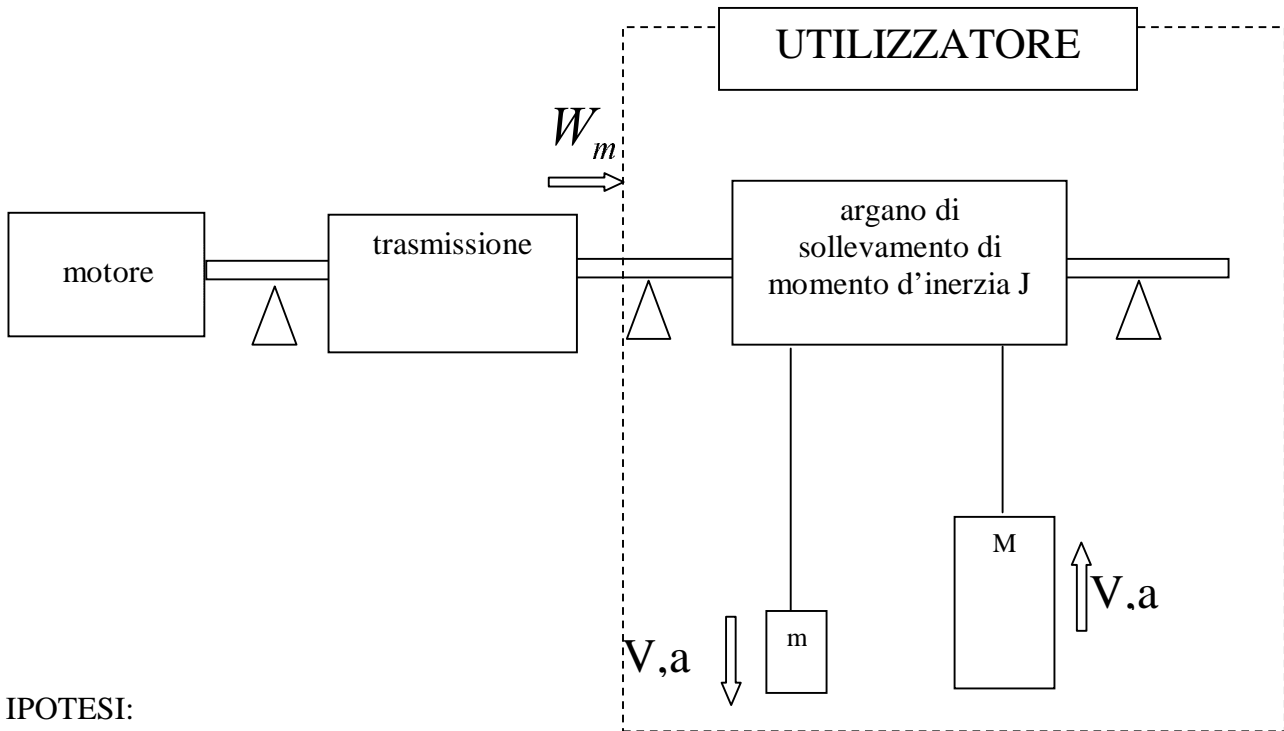 UTILIZZATORE
W_m
motore
trasmissione
argano di
sollevamento di
momento d'inerzia J
M
V,a
m
V,a
IPOTESI: